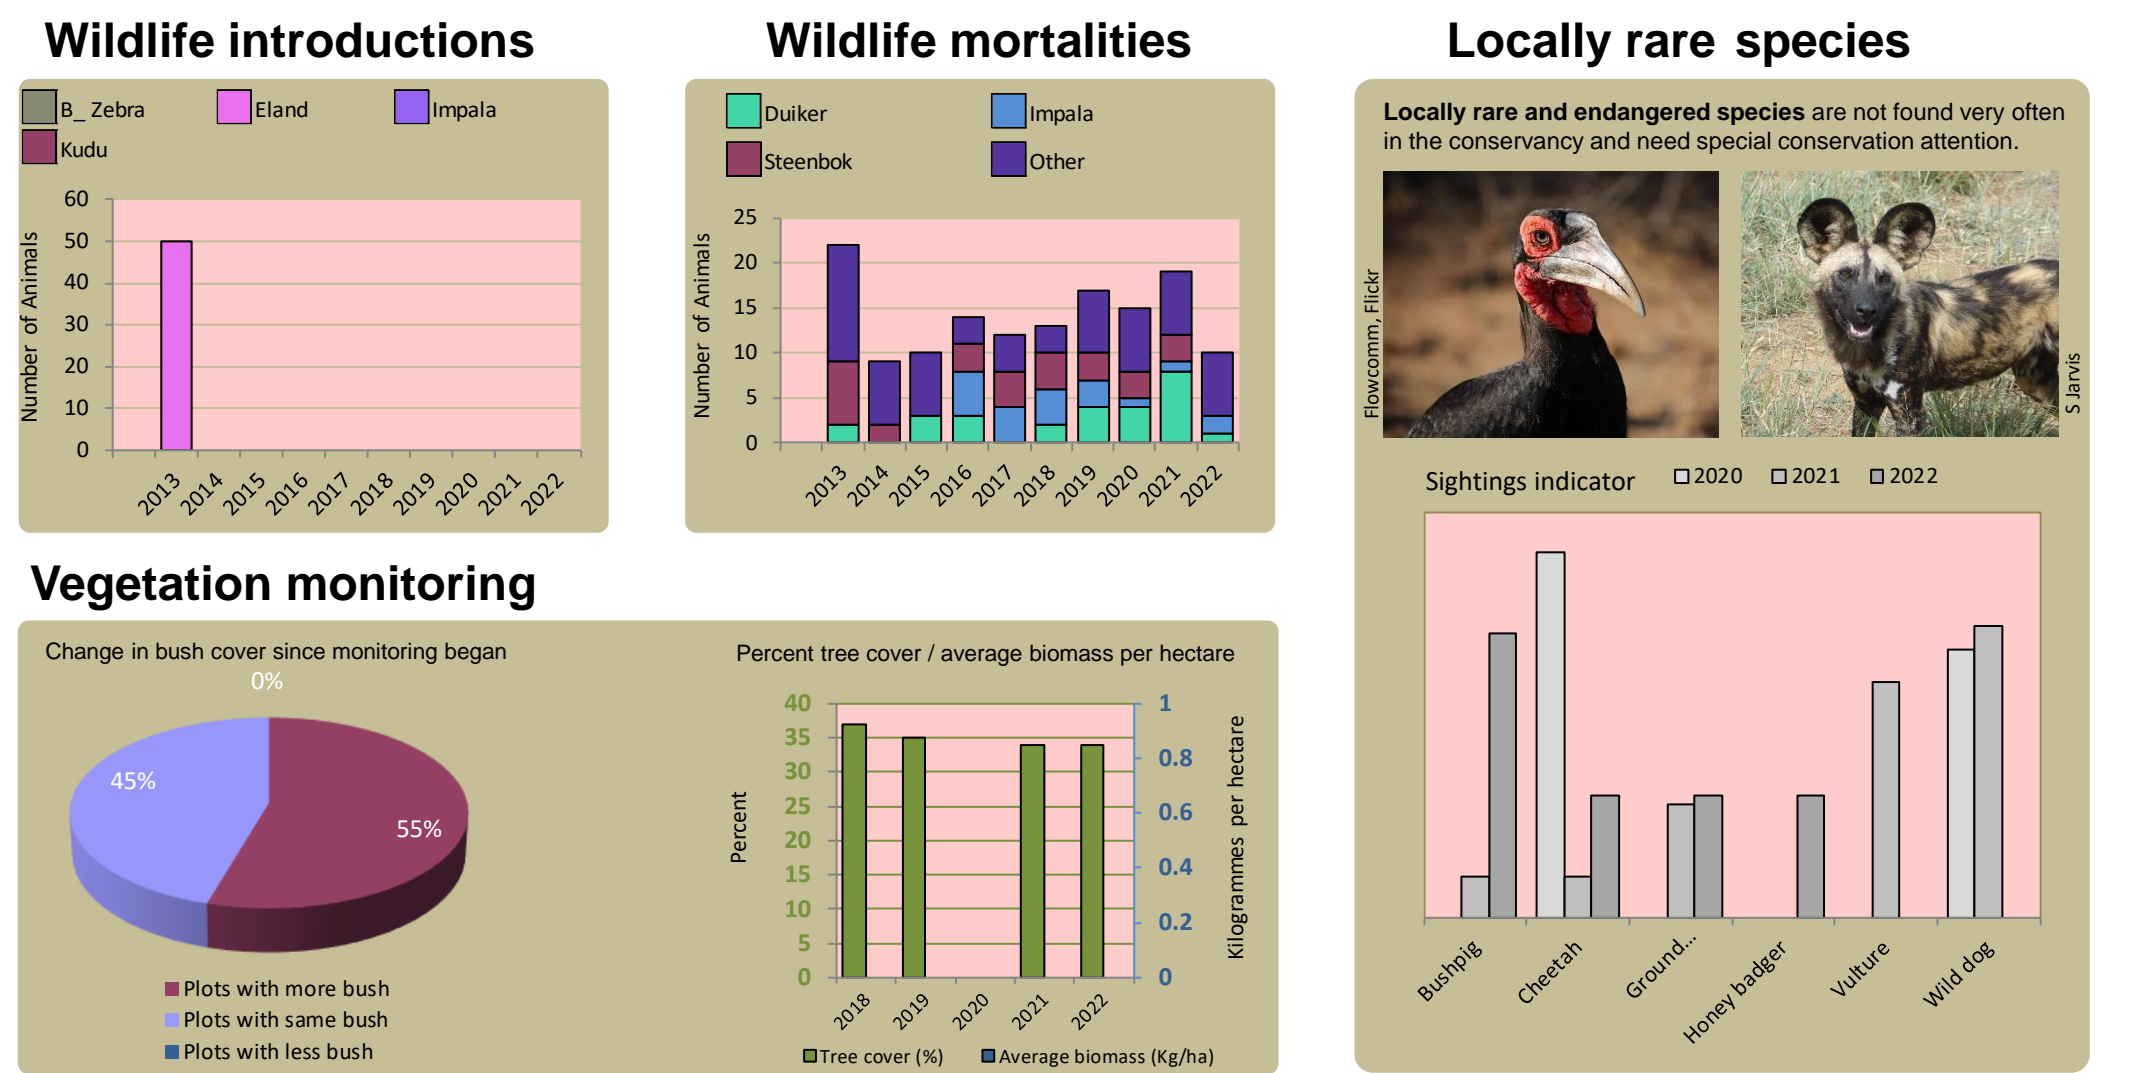 Wildlife introductions
B_ Zebra
Eland
Impala
Kudu
Number of Animals
60
50
40
30
20
10
0
2013
2014
2015
2016
2017
2018
2019
2020
2021
2022
Wildlife mortalities
Duiker
Impala
Steenbok
Other
Number of Animals
25
20
15
10
5
0
2013
2014
2015
2016
2017
2018
2019
2020
2021
2022
Locally rare species
Locally rare and endangered species are not found very often
in the conservancy and need special conservation attention.
Flowcomm, Flickr
S Jarvis
Sightings indicator
2020
2021
2022
Bushpig
Cheetah
Ground...
Honey badger
Vulture
Wild dog
Vegetation monitoring
Change in bush cover since monitoring began
0%
45%
55%
Plots with more bush
Plots with same bush
Plots with less bush
Percent tree cover / average biomass per hectare
Percent
40
35
30
25
20
15
10
5
0
1
0.8
0.6
0.4
0.2
0
Kilogrammes per hectare
2018
2019
2020
2021
2022
Tree cover (%)
Average biomass (Kg/ha)